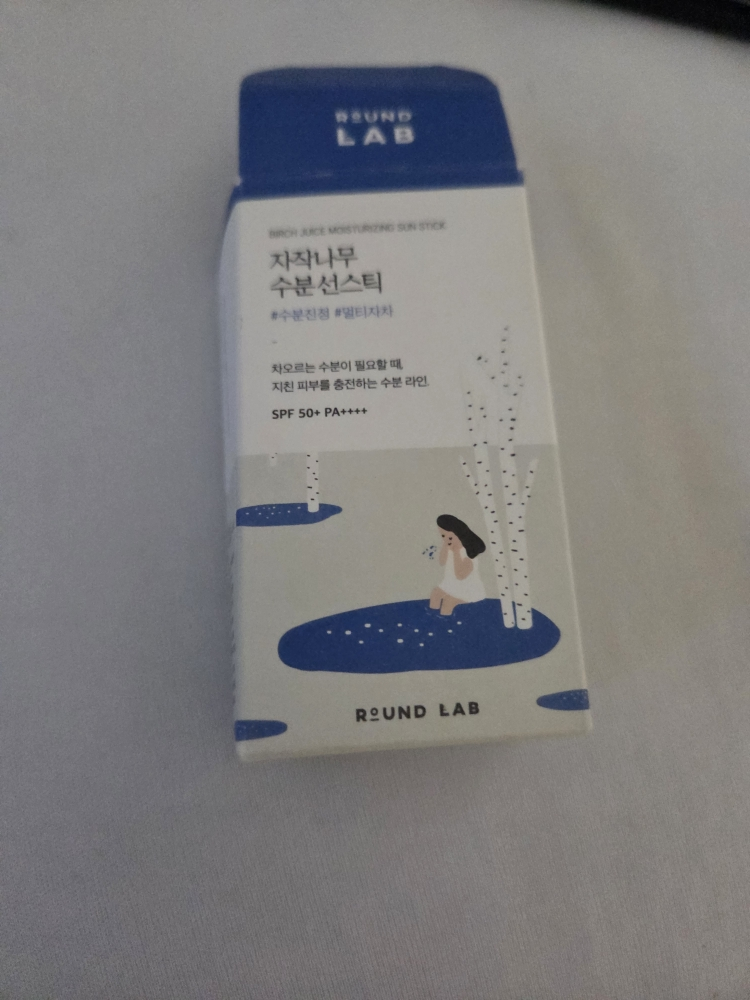 ROUND
LAB
BIRCH JUICE MOISTURIZING SUN STICK
자작나무
수분선스틱
#수분진정 #멀티자차
-
차오르는 수분이 필요할 때,
지친 피부를 충전하는 수분 라인.
SPF 50+ PA++++
ROUND LAB